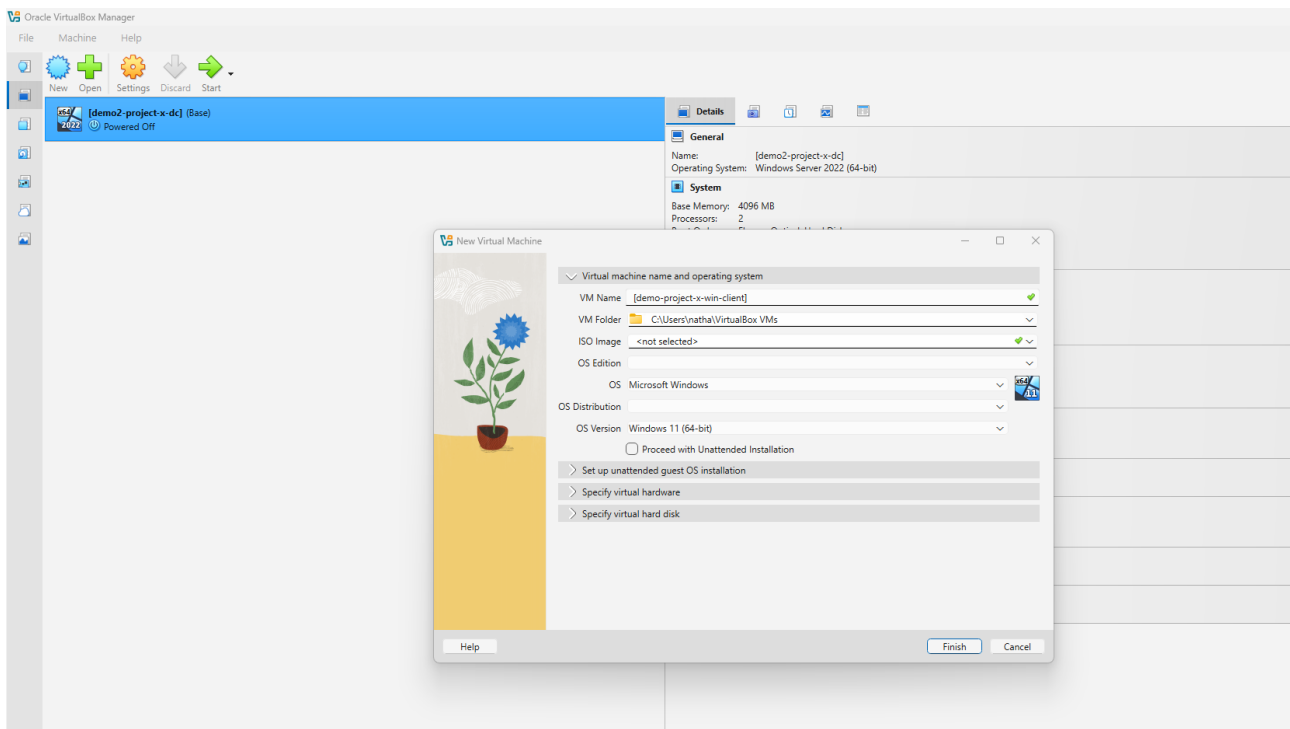 Oracle VirtualBox Manager
File Machine Help
New Open Settings Discard Start
[demo2-project-x-dc] (Base)
Powered Off
x64
2022
Details
General
Name: [demo2-project-x-dc]
Operating System: Windows Server 2022 (64-bit)
System
Base Memory: 4096 MB
Processors: 2
New Virtual Machine
Virtual machine name and operating system
VM Name [demo-project-x-win-client]
VM Folder C:\Users\natha\VirtualBox VMs
ISO Image <not selected>
OS Edition
OS Microsoft Windows
x64
11
OS Distribution
OS Version Windows 11 (64-bit)
Proceed with Unattended Installation
Set up unattended guest OS installation
Specify virtual hardware
Specify virtual hard disk
Help Finish Cancel